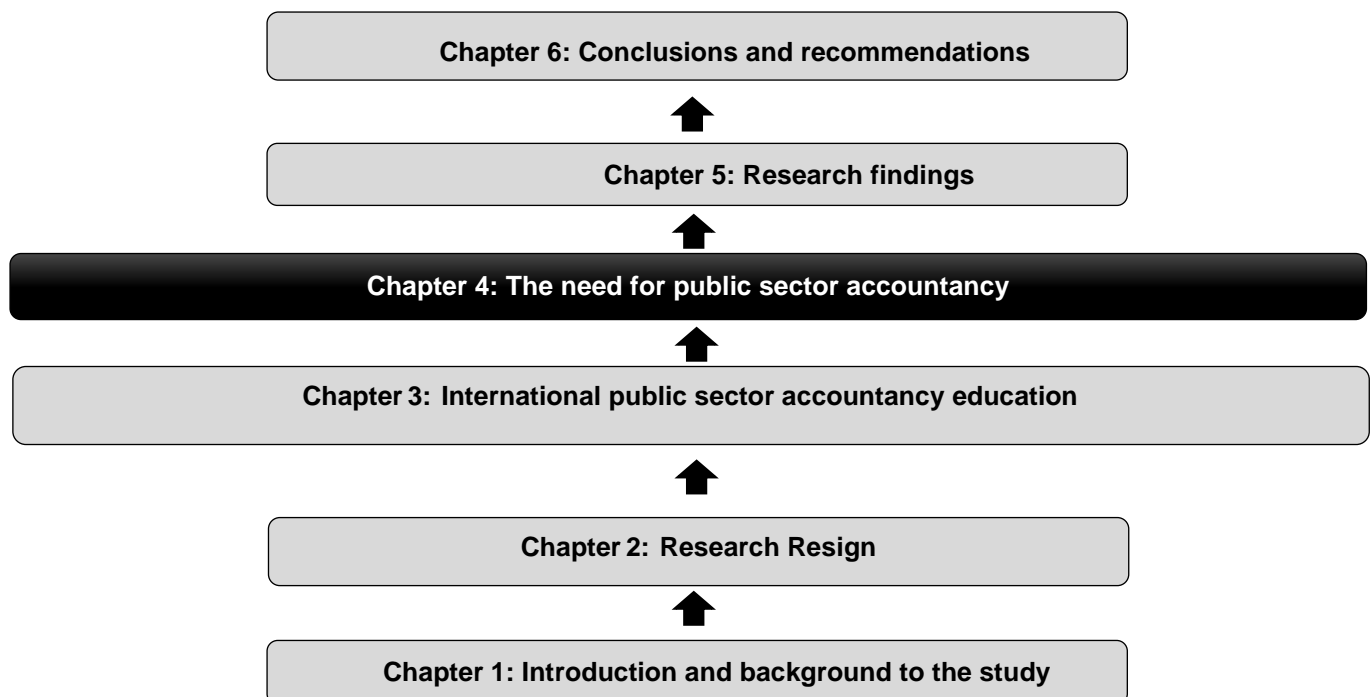 Chapter 6: Conclusions and recommendations
Chapter 5: Research findings
Chapter 4: The need for public sector accountancy
Chapter 3: International public sector accountancy education
Chapter 2: Research Resign
Chapter 1: Introduction and background to the study